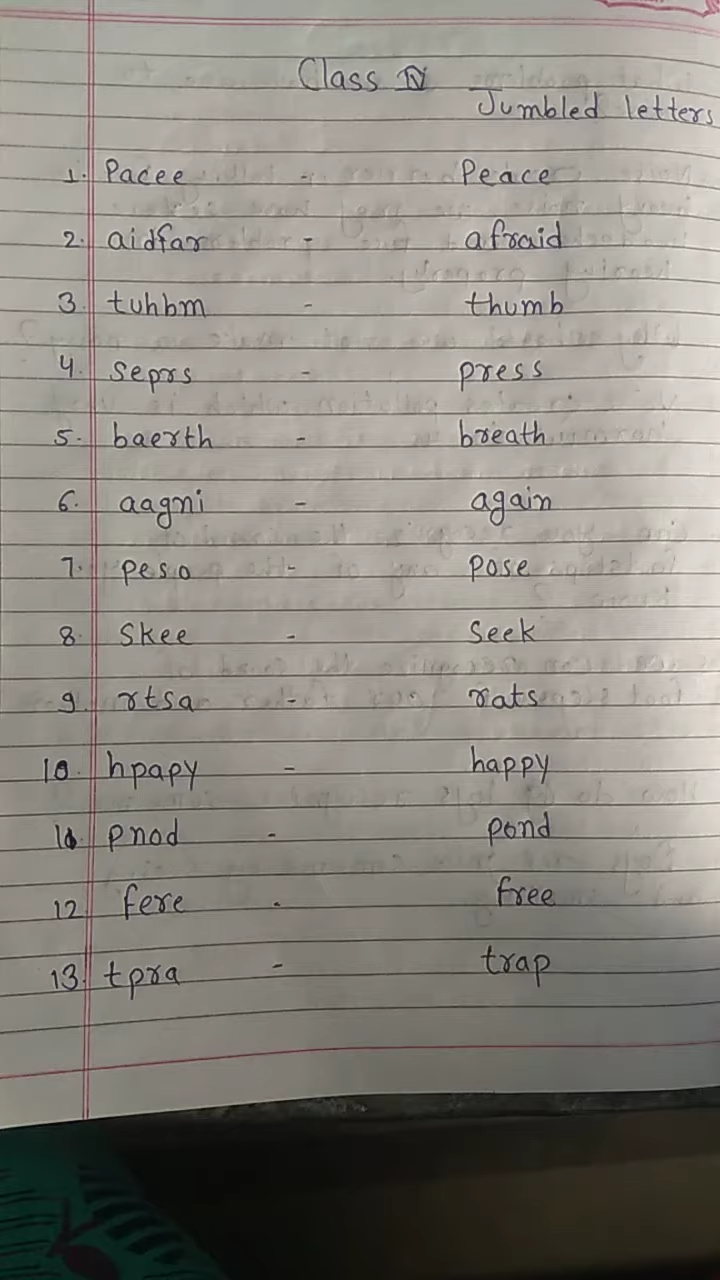 Class IV
Jumbled letters
1. Pacee - Peace
2. aidfar - afraid
3. tuhbm - thumb
4. seprs - press
5. baerth - breath
6. aagni - again
7. peso - pose
8. Skee - Seek
9. rtsa - rats
10. hpapy - happy
11. pnod - pond
12. fere - free
13. tpra - trap